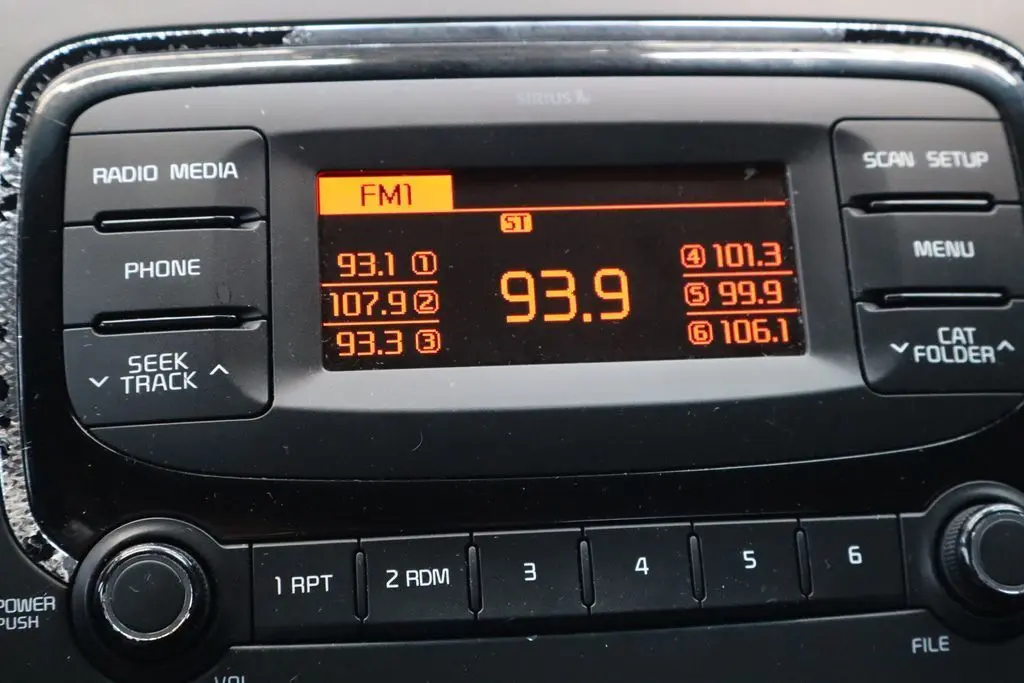 SIRIUS
RADIO MEDIA
PHONE
SEEK
TRACK
FM1
ST
93.1 1
107.9 2
93.3 3
93.9
4 101.3
5 99.9
6 106.1
SCAN SETUP
MENU
CAT
FOLDER
1 RPT
2 RDM
3
4
5
6
POWER
PUSH
VOL
FILE